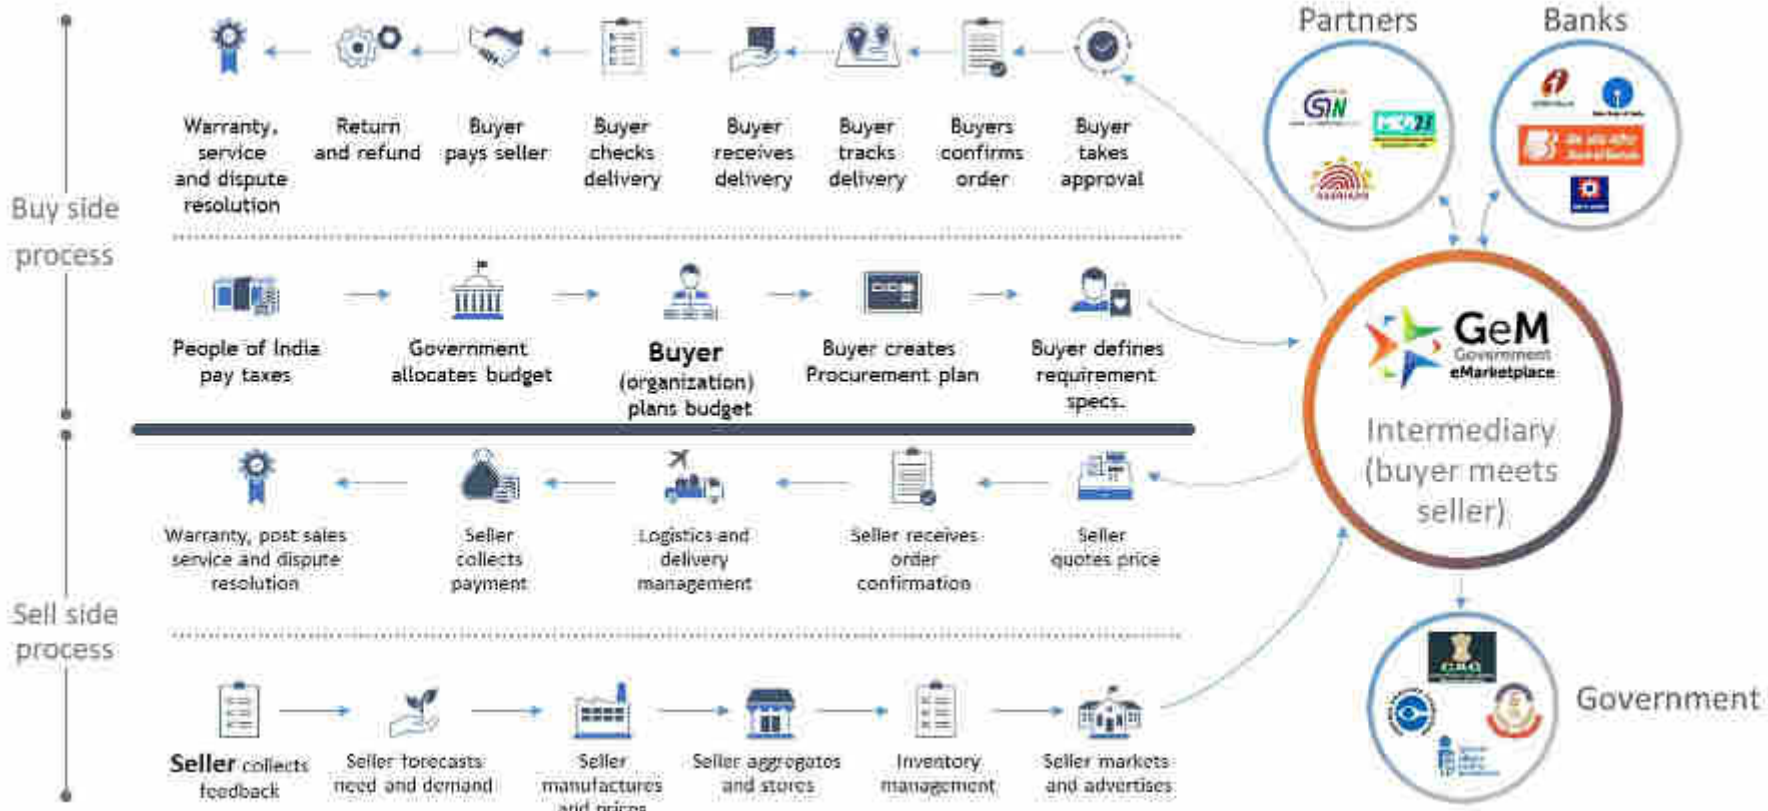 Partners
Banks
Warranty,
service
and dispute
resolution
Return
and refund
Buyer
pays seller
Buyer
checks
delivery
Buyer
receives
delivery
Buyer
tracks
delivery
Buyers
confirms
order
Buyer
takes
approval
Buy side
process
People of India
pay taxes
Government
allocates budget
Buyer
(organization)
plans budget
Buyer creates
Procurement plan
Buyer defines
requirement
specs.
GeM
Government
eMarketplace
Intermediary
(buyer meets
seller)
Warranty, post sales
service and dispute
resolution
Seller
collects
payment
Logistics and
delivery
management
Seller receives
order
confirmation
Seller
quotes price
Sell side
process
Seller collects
feedback
Seller forecasts
need and demand
Seller
manufactures
and prices
Seller aggregates
and stores
Inventory
management
Seller markets
and advertises
Government